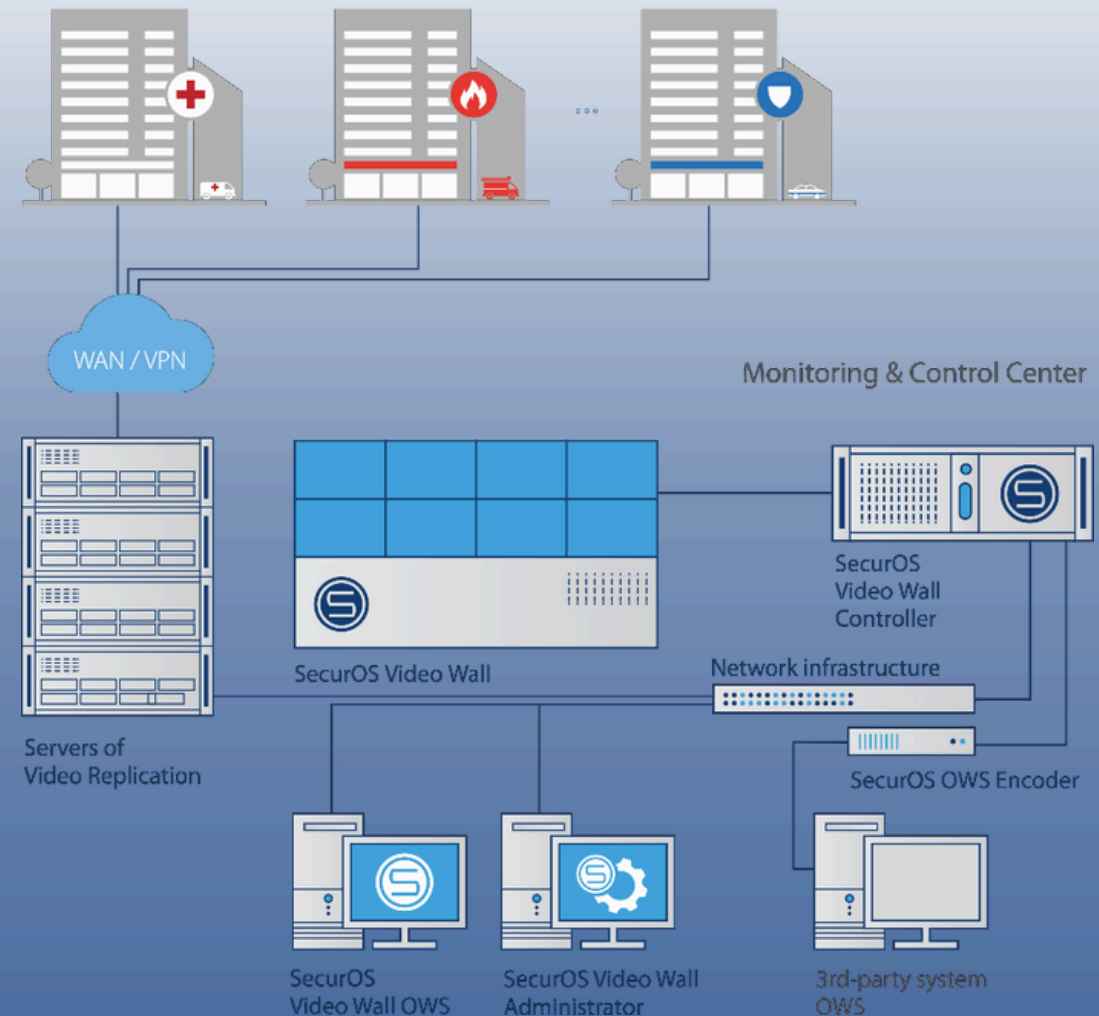 WAN / VPN
Monitoring & Control Center
SecurOS
Video Wall
Controller
SecurOS Video Wall
Network infrastructure
Servers of
Video Replication
SecurOS OWS Encoder
SecurOS
Video Wall OWS
SecurOS Video Wall
Administrator
3rd-party system
OWS